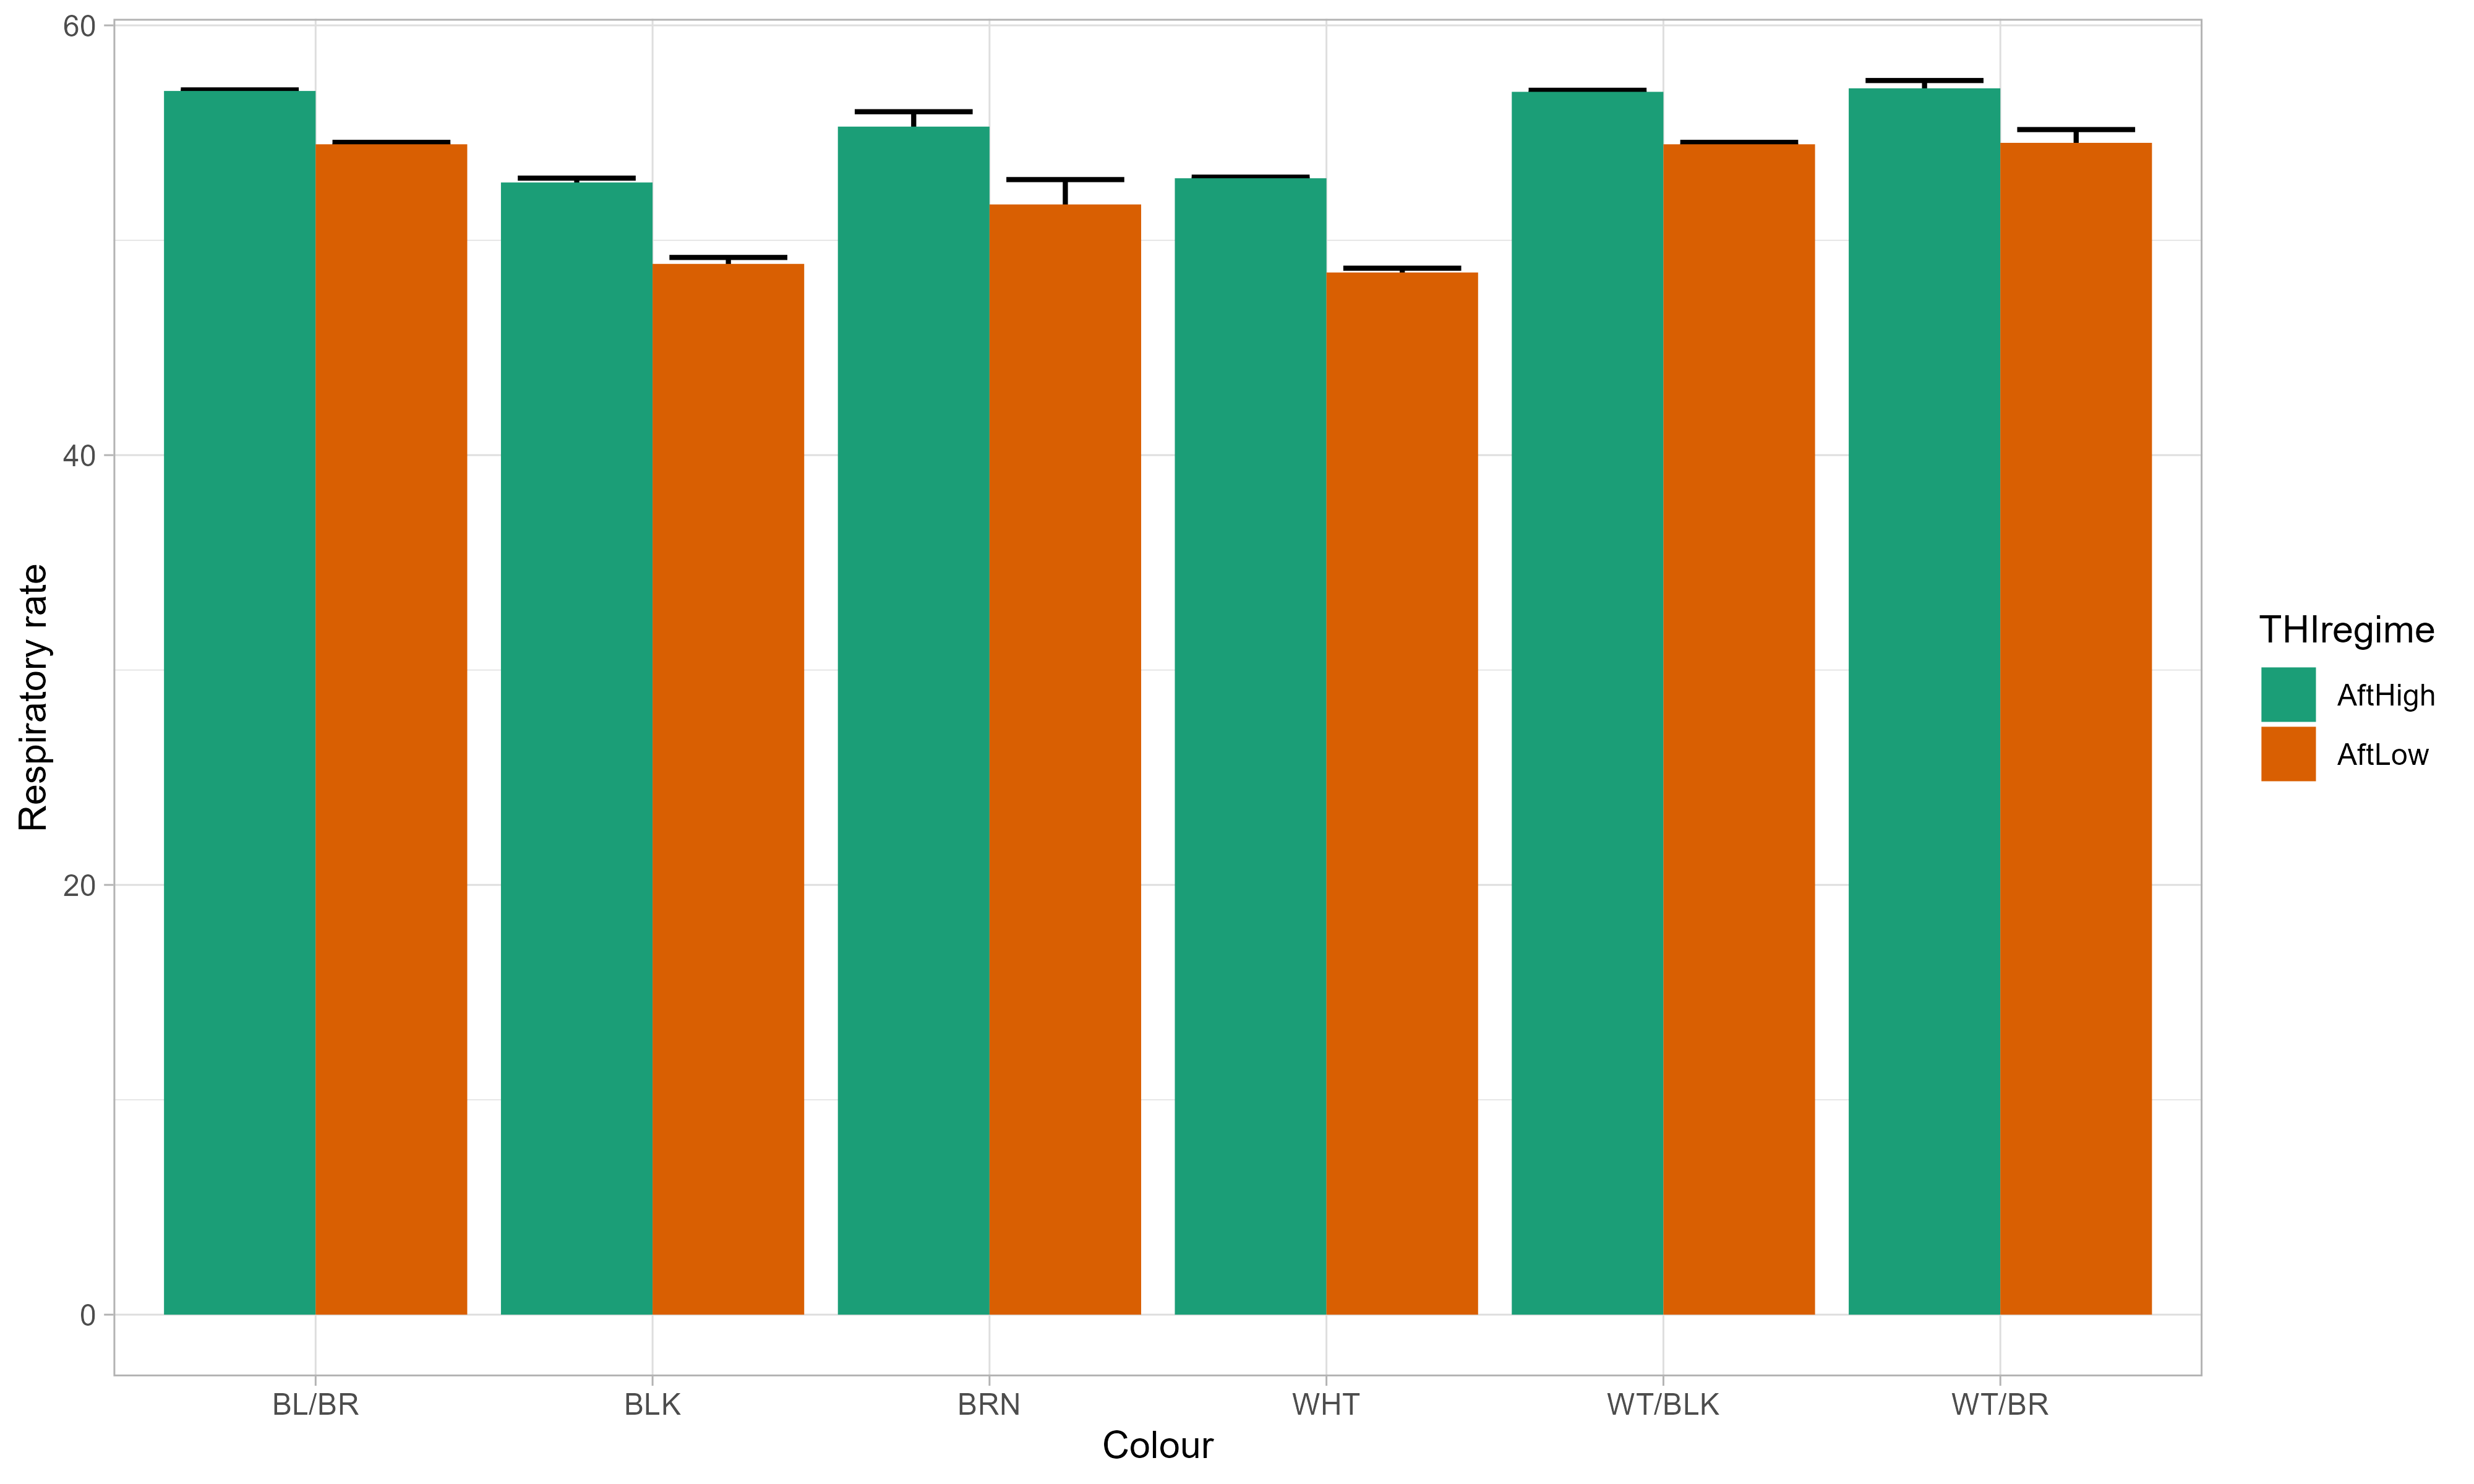 60
40
20
0
Respiratory rate
BL/BR BLK BRN WHT WT/BLK WT/BR
Colour
THIregime
AftHigh
AftLow